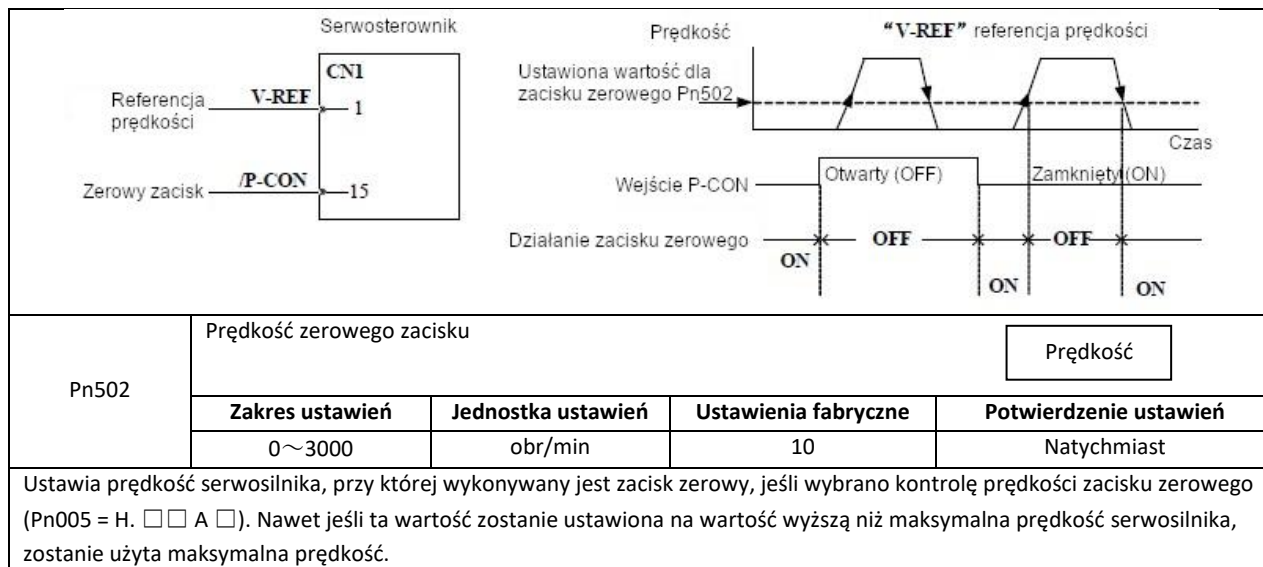 Serwosterownik
CN1
Referencja prędkości
V-REF
1
Zerowy zacisk
/P-CON
15
Prędkość
“V-REF” referencja prędkości
Ustawiona wartość dla
zacisku zerowego Pn502
Czas
Wejście P-CON
Otwarty (OFF)
Zamknięty (ON)
Działanie zacisku zerowego
ON
OFF
ON
OFF
ON
Pn502
Prędkość zerowego zacisku
Prędkość
Zakres ustawień Jednostka ustawień Ustawienia fabryczne Potwierdzenie ustawień
0～3000 obr/min 10 Natychmiast
Ustawia prędkość serwosilnika, przy której wykonywany jest zacisk zerowy, jeśli wybrano kontrolę prędkości zacisku zerowego
(Pn005 = H. □□ A □). Nawet jeśli ta wartość zostanie ustawiona na wartość wyższą niż maksymalna prędkość serwosilnika,
zostanie użyta maksymalna prędkość.